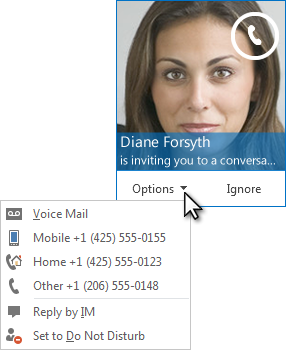 Diane Forsyth
is inviting you to a conversa...
Options Ignore
Voice Mail
Mobile +1 (425) 555-0155
Home +1 (425) 555-0123
Other +1 (206) 555-0148
Reply by IM
Set to Do Not Disturb